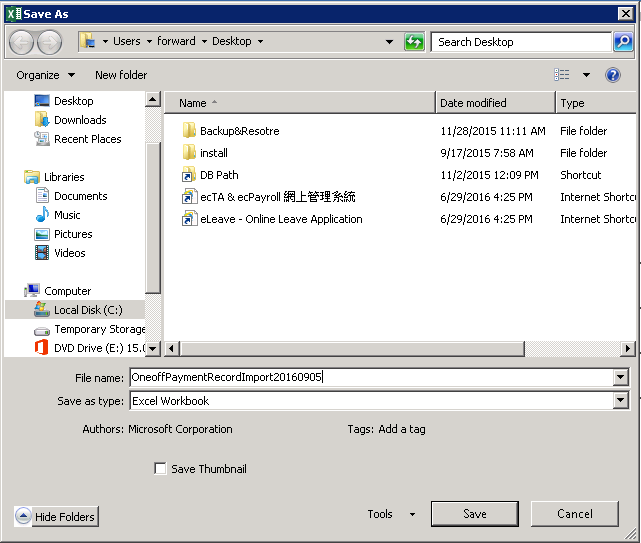 Save As
Users forward Desktop
Search Desktop
Organize New folder
Desktop
Downloads
Recent Places
Libraries
Documents
Music
Pictures
Videos
Computer
Local Disk (C:)
Temporary Storage
DVD Drive (E:) 15.0
Name Date modified Type
Backup&Resotre 11/28/2015 11:11 AM File folder
install 9/17/2015 7:58 AM File folder
DB Path 11/2/2015 12:09 PM Shortcut
ecTA & ecPayroll 網上管理系統 6/29/2016 4:25 PM Internet Shortcu
eLeave - Online Leave Application 6/29/2016 4:25 PM Internet Shortcu
File name: OneoffPaymentRecordImport20160905
Save as type: Excel Workbook
Authors: Microsoft Corporation Tags: Add a tag
Save Thumbnail
Hide Folders Tools Save Cancel